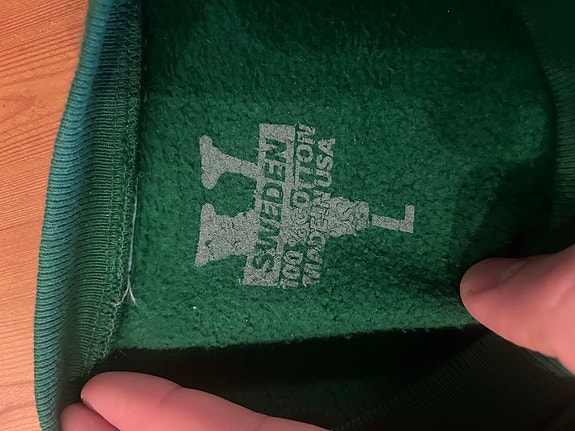 SWEDEN
100% COTTON
MADE IN USA
L